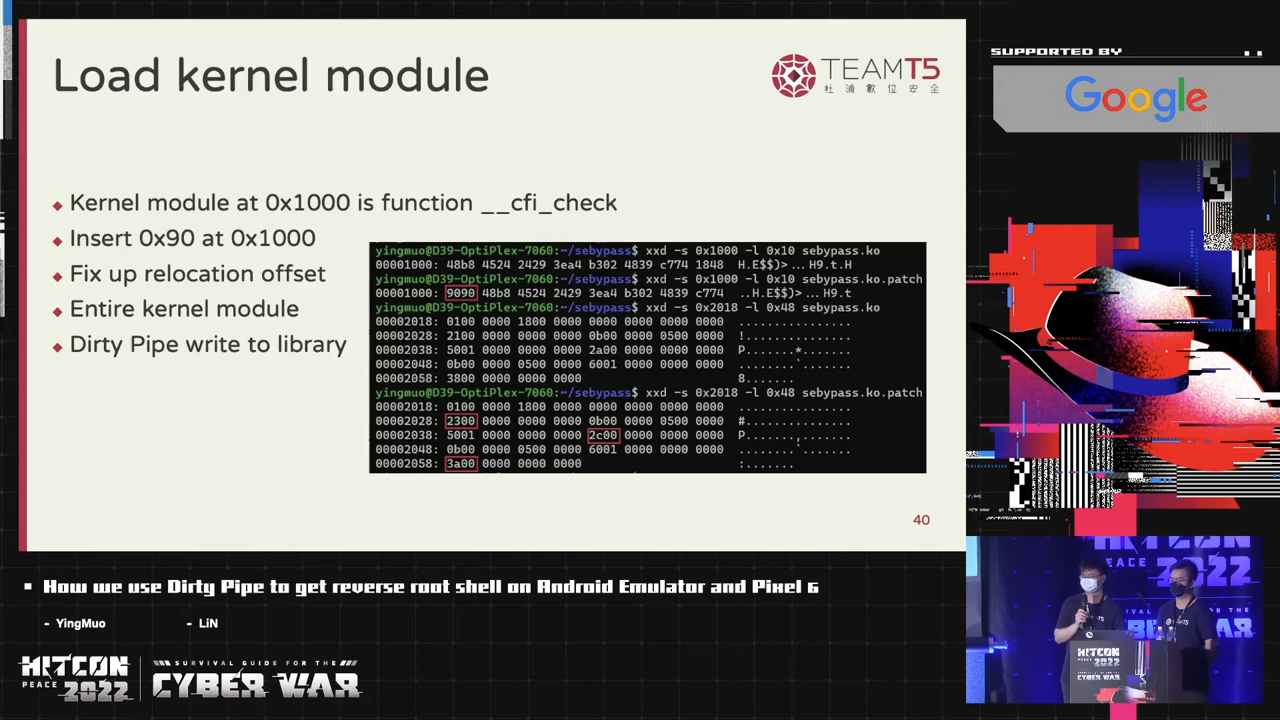 Load kernel module
TEAMT5
杜浦數位安全
SUPPORTED BY
Google
Kernel module at 0x1000 is function __cfi_check
Insert 0x90 at 0x1000
Fix up relocation offset
Entire kernel module
Dirty Pipe write to library
yingmuo@D39-OptiPlex-7060:~/sebypass$ xxd -s 0x1000 -l 0x10 sebypass.ko
00001000: 48b8 4524 2429 3ea4 b302 4839 c774 1848 H.E$$)>...H9.t.H
yingmuo@D39-OptiPlex-7060:~/sebypass$ xxd -s 0x1000 -l 0x10 sebypass.ko.patch
00001000: 9090 48b8 4524 2429 3ea4 b302 4839 c774 ..H.E$$)>...H9.t
yingmuo@D39-OptiPlex-7060:~/sebypass$ xxd -s 0x2018 -l 0x48 sebypass.ko
00002018: 0100 0000 1800 0000 0000 0000 0000 0000 ................
00002028: 2100 0000 0000 0000 0b00 0000 0500 0000 !...............
00002038: 5001 0000 0000 0000 2a00 0000 0000 0000 P.......*.......
00002048: 0b00 0000 0500 0000 6001 0000 0000 0000 ........`.......
00002058: 3800 0000 0000 0000 8.......
yingmuo@D39-OptiPlex-7060:~/sebypass$ xxd -s 0x2018 -l 0x48 sebypass.ko.patch
00002018: 0100 0000 1800 0000 0000 0000 0000 0000 ................
00002028: 2300 0000 0000 0000 0b00 0000 0500 0000 #...............
00002038: 5001 0000 0000 0000 2c00 0000 0000 0000 P.......,.......
00002048: 0b00 0000 0500 0000 6001 0000 0000 0000 ........`.......
00002058: 3a00 0000 0000 0000 :.......
40
How we use Dirty Pipe to get reverse root shell on Android Emulator and Pixel 6
- YingMuo - LiN
HITCON
PEACE 2022
SURVIVAL GUIDE FOR THE
CYBER WAR
HITCON
PEACE 2022
CYBER WAR
HITCON
2022